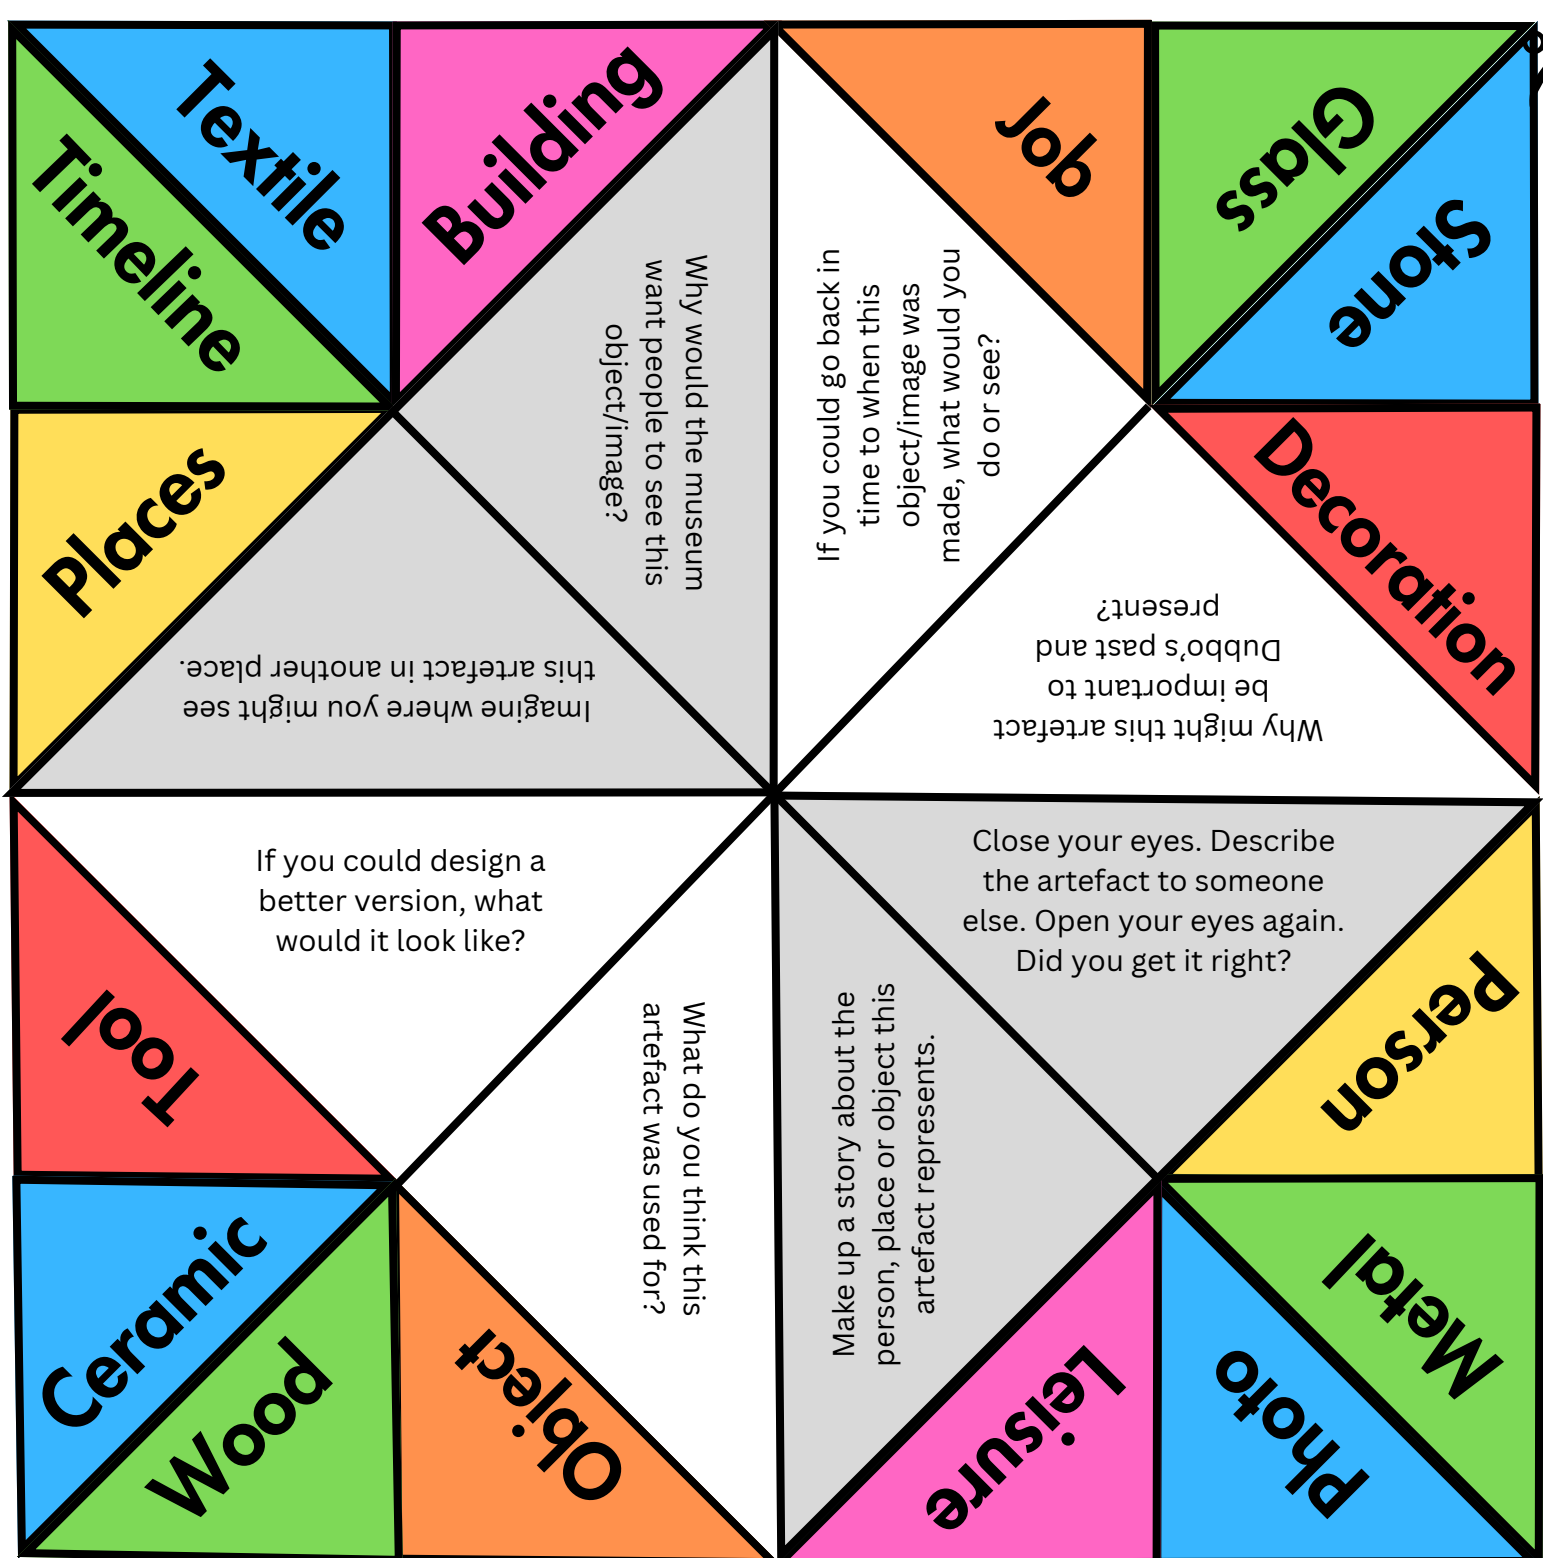 Textile
Timeline
Building
Job
Glass
Stone
Places
Decoration
Why would the museum
want people to see this
object/image?
If you could go back in
time to when this
object/image was
made, what would you
do or see?
Imagine where you might see
this artefact in another place.
Why might this artefact
be important to
Dubbo’s past and
present?
If you could design a
better version, what
would it look like?
Close your eyes. Describe
the artefact to someone
else. Open your eyes again.
Did you get it right?
Tool
What do you think this
artefact was used for?
Make up a story about the
person, place or object this
artefact represents.
Person
Ceramic
Wood
Object
Leisure
Photo
Metal